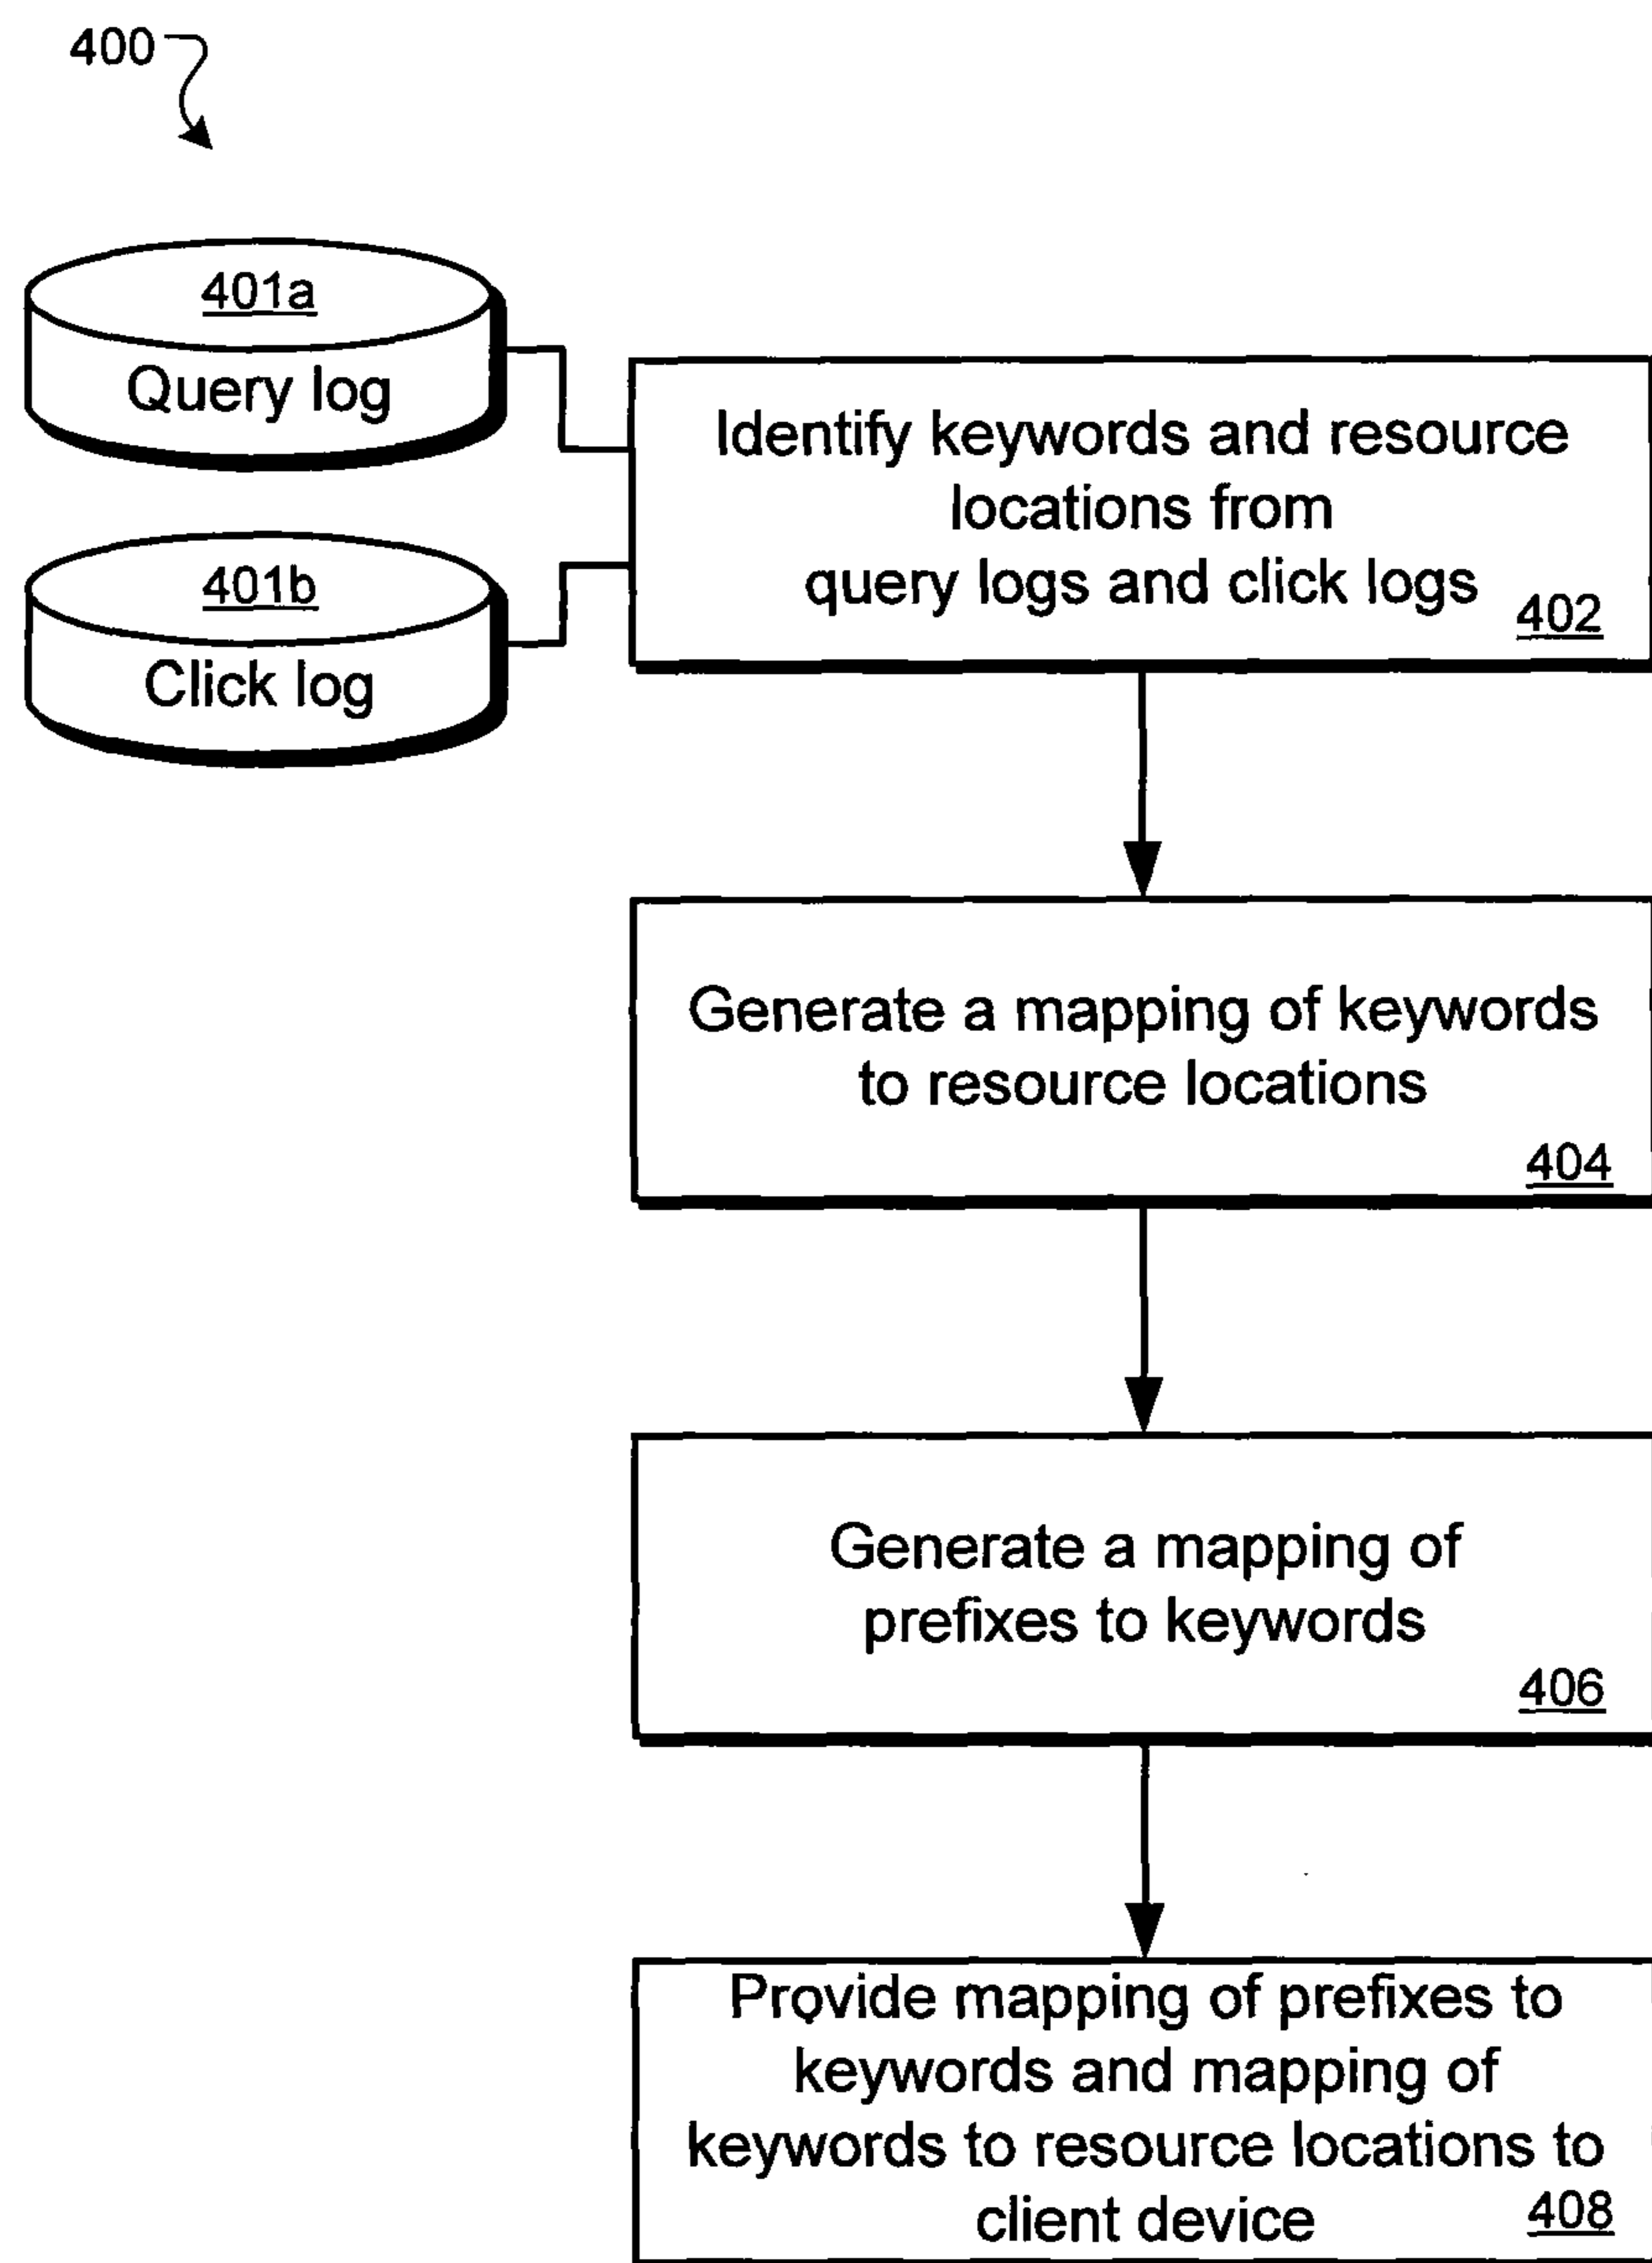 400
401a
Query log
401b
Click log
Identify keywords and resource
locations from
query logs and click logs
402
Generate a mapping of keywords
to resource locations
404
Generate a mapping of
prefixes to keywords
406
Provide mapping of prefixes to
keywords and mapping of
keywords to resource locations to
client device
408